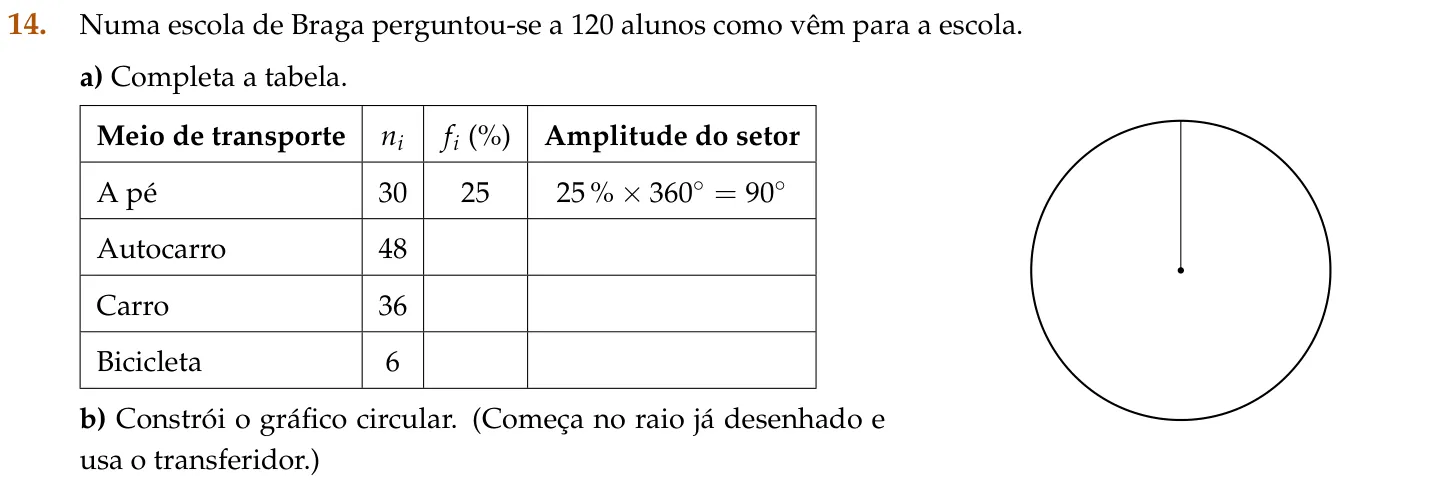 14. Numa escola de Braga perguntou-se a 120 alunos como vêm para a escola.
a) Completa a tabela.
Meio de transporte nᵢ fᵢ (%) Amplitude do setor
A pé 30 25 25 % × 360° = 90°
Autocarro 48
Carro 36
Bicicleta 6
b) Constrói o gráfico circular. (Começa no raio já desenhado e
usa o transferidor.)